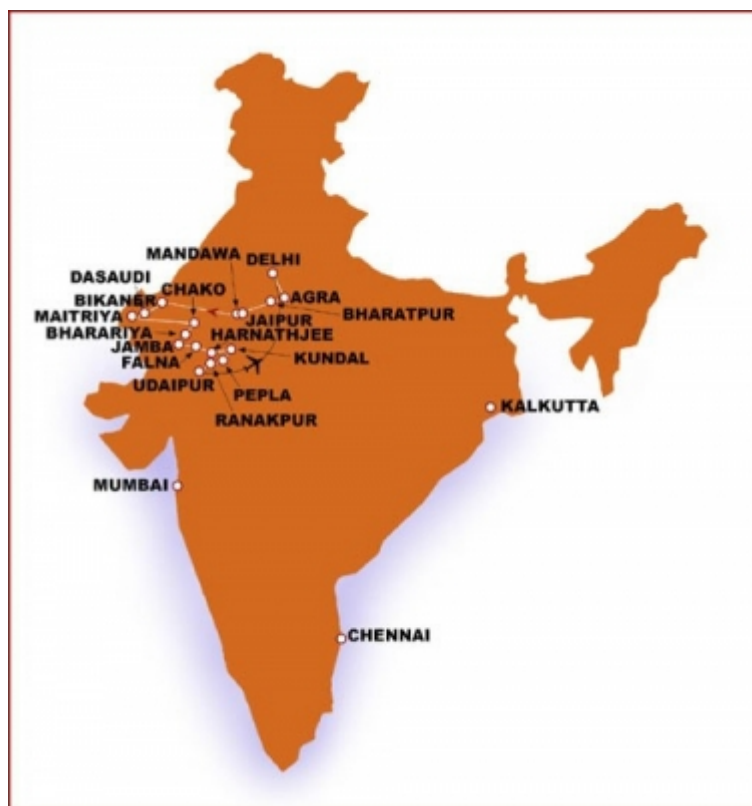 MANDAWA
DELHI
DASAUDI
CHAKO
BIKANER
AGRA
MAITRIYA
JAIPUR
BHARATPUR
BHARARIYA
HARNATHJEE
JAMBA
KUNDAL
FALNA
UDAIPUR
PEPLA
RANAKPUR
KALKUTTA
MUMBAI
CHENNAI